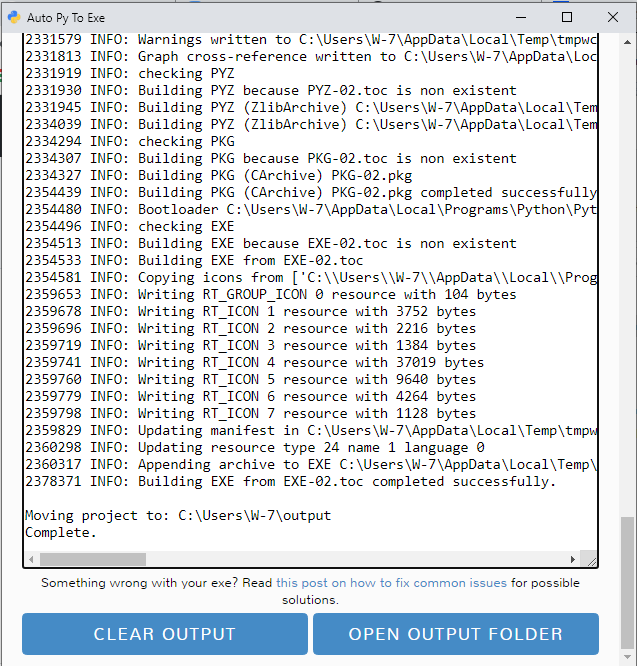 Auto Py To Exe
2331579 INFO: Warnings written to C:\Users\W-7\AppData\Local\Temp\tmpwc
2331813 INFO: Graph cross-reference written to C:\Users\W-7\AppData\Loc
2331919 INFO: checking PYZ
2331930 INFO: Building PYZ because PYZ-02.toc is non existent
2331945 INFO: Building PYZ (ZlibArchive) C:\Users\W-7\AppData\Local\Tem
2334039 INFO: Building PYZ (ZlibArchive) C:\Users\W-7\AppData\Local\Tem
2334294 INFO: checking PKG
2334307 INFO: Building PKG because PKG-02.toc is non existent
2334327 INFO: Building PKG (CArchive) PKG-02.pkg
2354439 INFO: Building PKG (CArchive) PKG-02.pkg completed successfully
2354480 INFO: Bootloader C:\Users\W-7\AppData\Local\Programs\Python\Pyt
2354496 INFO: checking EXE
2354513 INFO: Building EXE because EXE-02.toc is non existent
2354533 INFO: Building EXE from EXE-02.toc
2354581 INFO: Copying icons from ['C:\\Users\\W-7\\AppData\\Local\\Prog
2359653 INFO: Writing RT_GROUP_ICON 0 resource with 104 bytes
2359678 INFO: Writing RT_ICON 1 resource with 3752 bytes
2359696 INFO: Writing RT_ICON 2 resource with 2216 bytes
2359719 INFO: Writing RT_ICON 3 resource with 1384 bytes
2359741 INFO: Writing RT_ICON 4 resource with 37019 bytes
2359760 INFO: Writing RT_ICON 5 resource with 9640 bytes
2359779 INFO: Writing RT_ICON 6 resource with 4264 bytes
2359798 INFO: Writing RT_ICON 7 resource with 1128 bytes
2359829 INFO: Updating manifest in C:\Users\W-7\AppData\Local\Temp\tmpw
2360298 INFO: Updating resource type 24 name 1 language 0
2360317 INFO: Appending archive to EXE C:\Users\W-7\AppData\Local\Temp\
2378371 INFO: Building EXE from EXE-02.toc completed successfully.
Moving project to: C:\Users\W-7\output
Complete.
Something wrong with your exe? Read this post on how to fix common issues for possible
solutions.
CLEAR OUTPUT
OPEN OUTPUT FOLDER